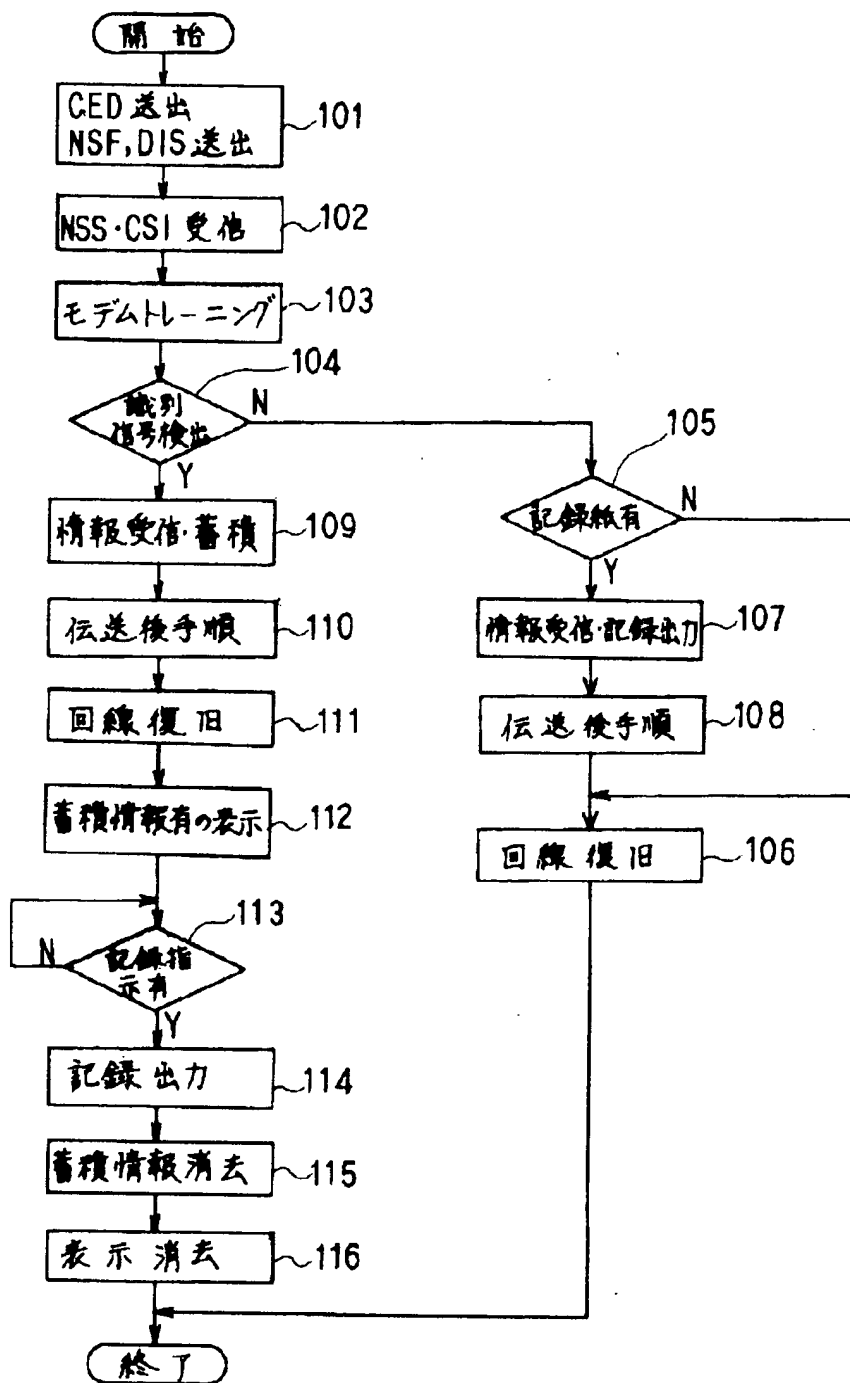 開始
CED送出
NSF,DIS送出
101
NSS·CSI受信
102
モデムトレーニング
103
104
識別
信号検出
N
Y
105
記録紙有
N
Y
情報受信·蓄積
109
情報受信·記録出力
107
伝送後手順
110
伝送後手順
108
回線復旧
111
蓄積情報有の表示
112
回線復旧
106
113
記録指
示有
N
Y
記録出力
114
蓄積情報消去
115
表示消去
116
終了